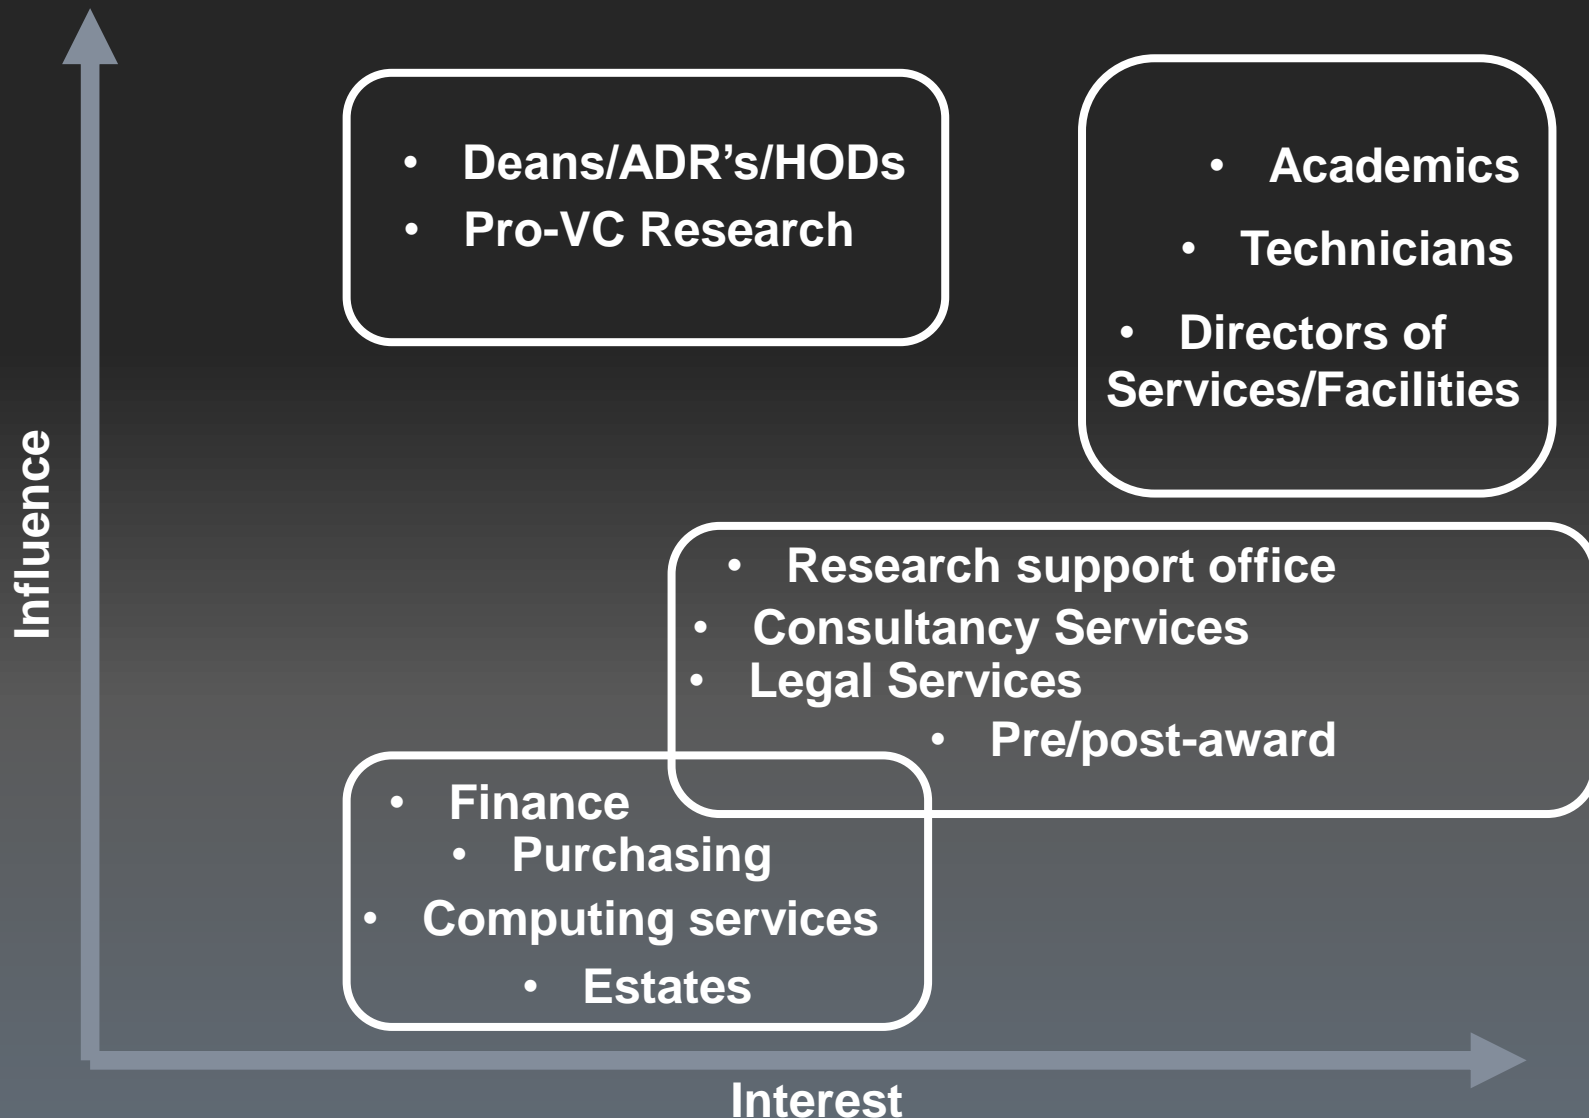 • Deans/ADR’s/HODs
• Pro-VC Research
• Academics
• Technicians
• Directors of
Services/Facilities
Influence
• Research support office
• Consultancy Services
• Legal Services
• Pre/post-award
• Finance
• Purchasing
• Computing services
• Estates
Interest